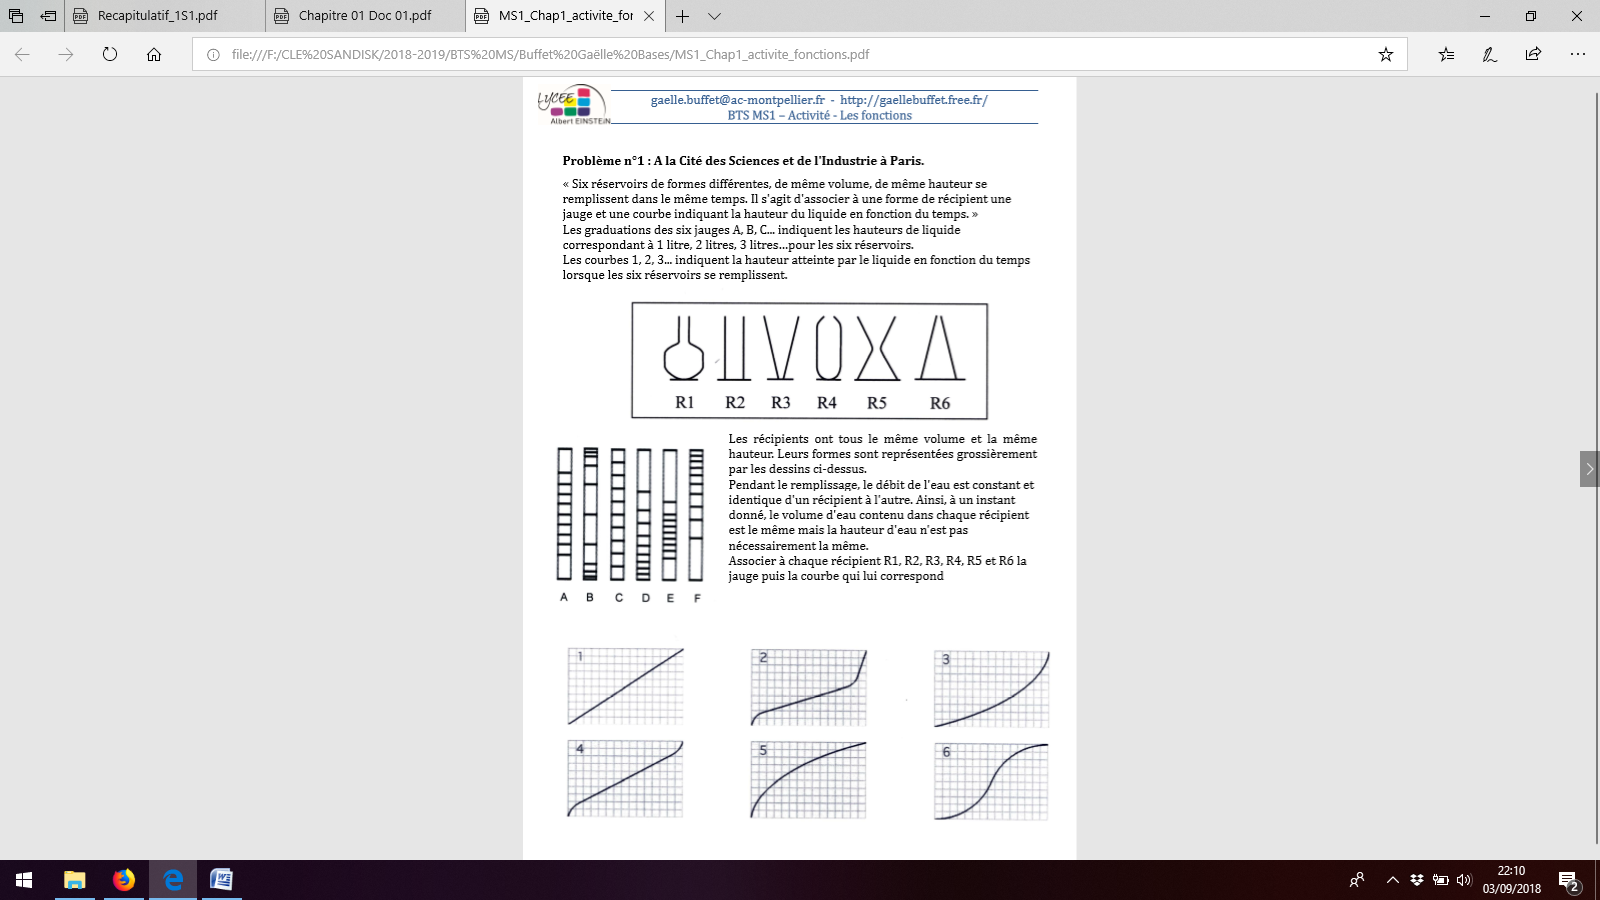 Recapitulatif_1S1.pdf
Chapitre 01 Doc 01.pdf
MS1_Chap1_activite_for
file:///F:/CLE%20SANDISK/2018-2019/BTS%20MS/Buffet%20Gaëlle%20Bases/MS1_Chap1_activite_fonctions.pdf
LYCEE
Albert EINSTEiN
gaelle.buffet@ac-montpellier.fr - http://gaellebuffet.free.fr/
BTS MS1 – Activité - Les fonctions
Problème n°1 : A la Cité des Sciences et de l'Industrie à Paris.
« Six réservoirs de formes différentes, de même volume, de même hauteur se
remplissent dans le même temps. Il s'agit d'associer à une forme de récipient une
jauge et une courbe indiquant la hauteur du liquide en fonction du temps. »
Les graduations des six jauges A, B, C... indiquent les hauteurs de liquide
correspondant à 1 litre, 2 litres, 3 litres...pour les six réservoirs.
Les courbes 1, 2, 3... indiquent la hauteur atteinte par le liquide en fonction du temps
lorsque les six réservoirs se remplissent.
R1 R2 R3 R4 R5 R6
Les récipients ont tous le même volume et la même
hauteur. Leurs formes sont représentées grossièrement
par les dessins ci-dessus.
Pendant le remplissage, le débit de l'eau est constant et
identique d'un récipient à l'autre. Ainsi, à un instant
donné, le volume d'eau contenu dans chaque récipient
est le même mais la hauteur d'eau n'est pas
nécessairement la même.
Associer à chaque récipient R1, R2, R3, R4, R5 et R6 la
jauge puis la courbe qui lui correspond
A B C D E F
1 2 3
4 5 6
22:10
03/09/2018
2